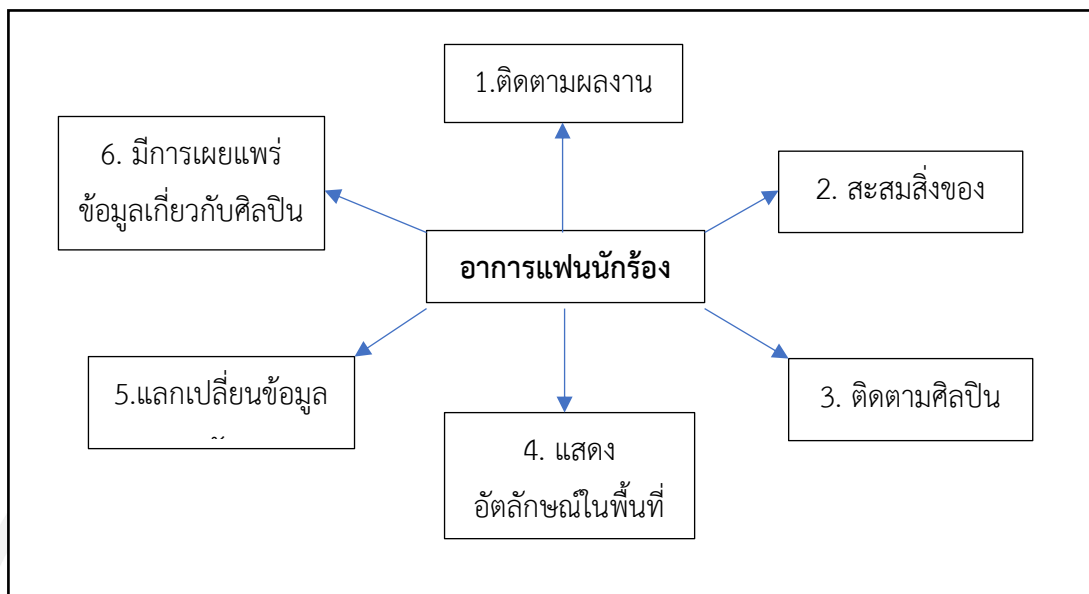 1.ติดตามผลงาน
6. มีการเผยแพร่
ข้อมูลเกี่ยวกับศิลปิน
2. สะสมสิ่งของ
อาการแฟนนักร้อง
5.แลกเปลี่ยนข้อมูล
3. ติดตามศิลปิน
4. แสดง
อัตลักษณ์ในพื้นที่